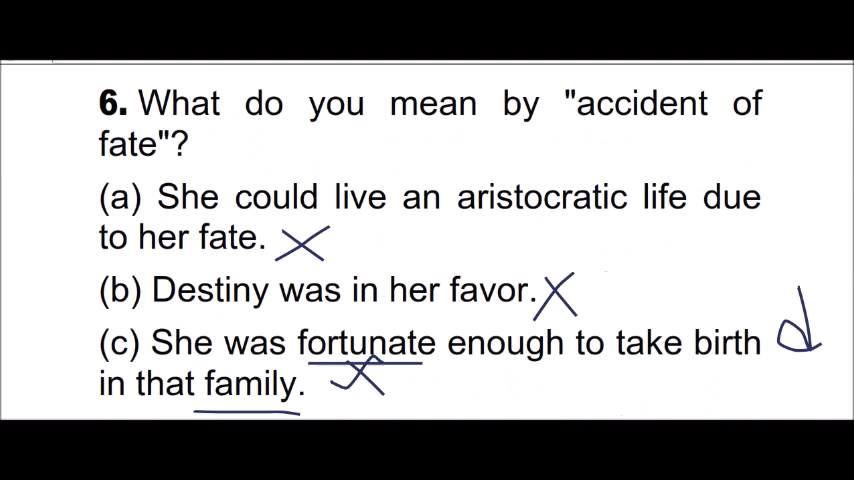 6. What do you mean by "accident of
fate"?
(a) She could live an aristocratic life due
to her fate.
(b) Destiny was in her favor.
(c) She was fortunate enough to take birth
in that family.
d